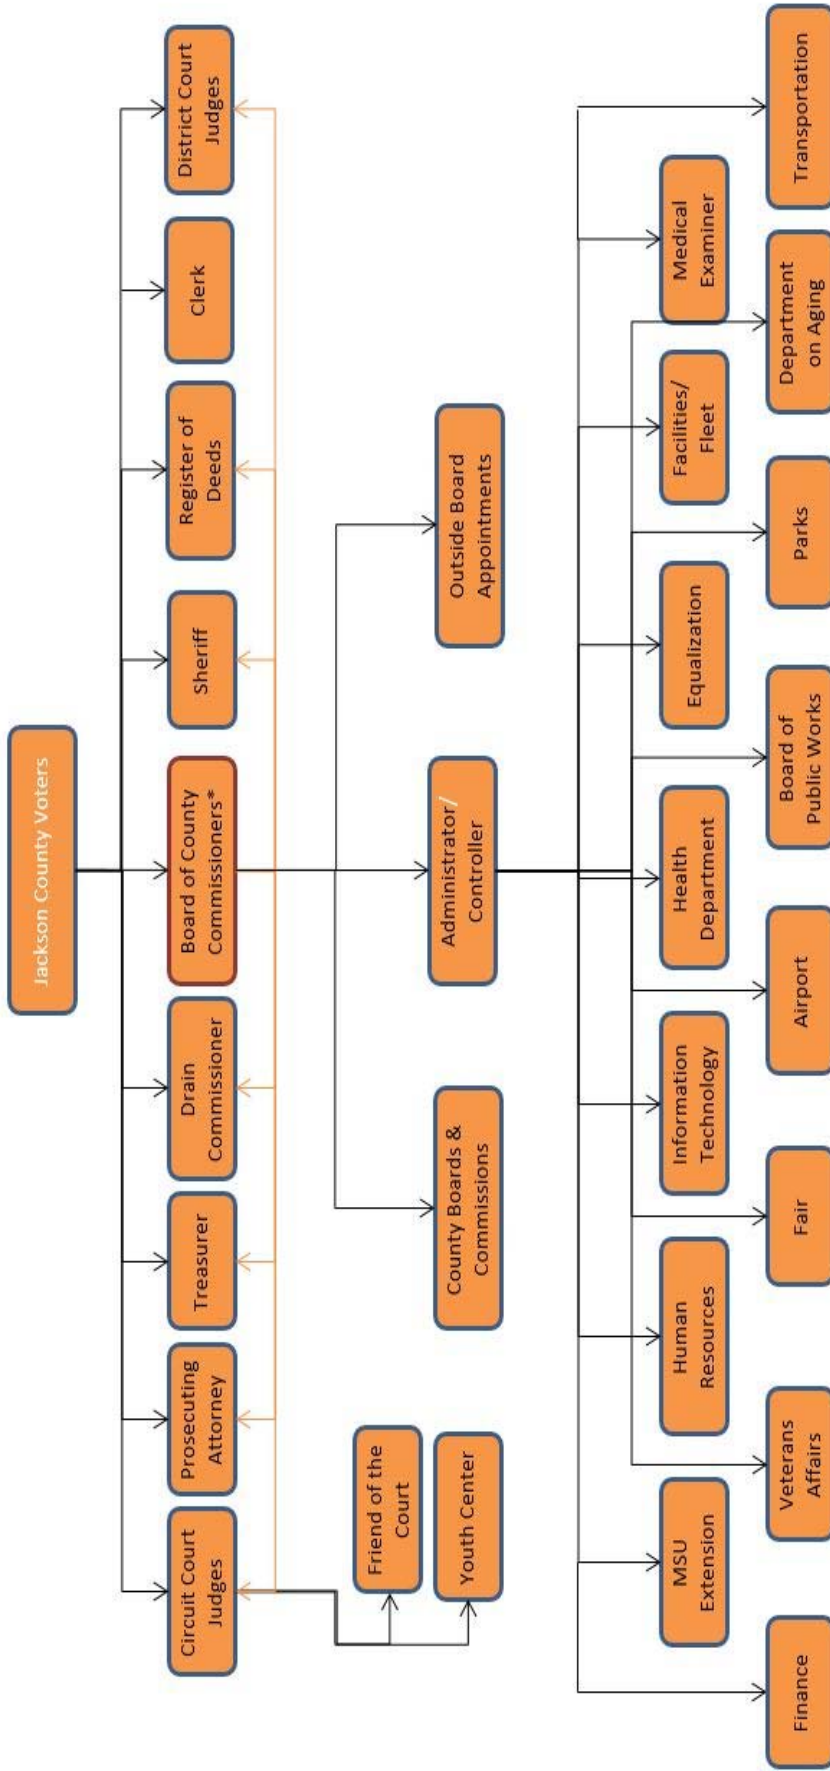 Jackson County Voters
Circuit Court
Judges
Prosecuting
Attorney
Treasurer
Drain
Commissioner
Board of County
Commissioners*
Sheriff
Register of
Deeds
Clerk
District Court
Judges
Friend of the
Court
Youth Center
County Boards &
Commissions
Administrator/
Controller
Outside Board
Appointments
MSU
Extension
Human
Resources
Information
Technology
Health
Department
Equalization
Facilities/
Fleet
Medical
Examiner
Finance
Veterans
Affairs
Fair
Airport
Board of
Public Works
Parks
Department
on Aging
Transportation